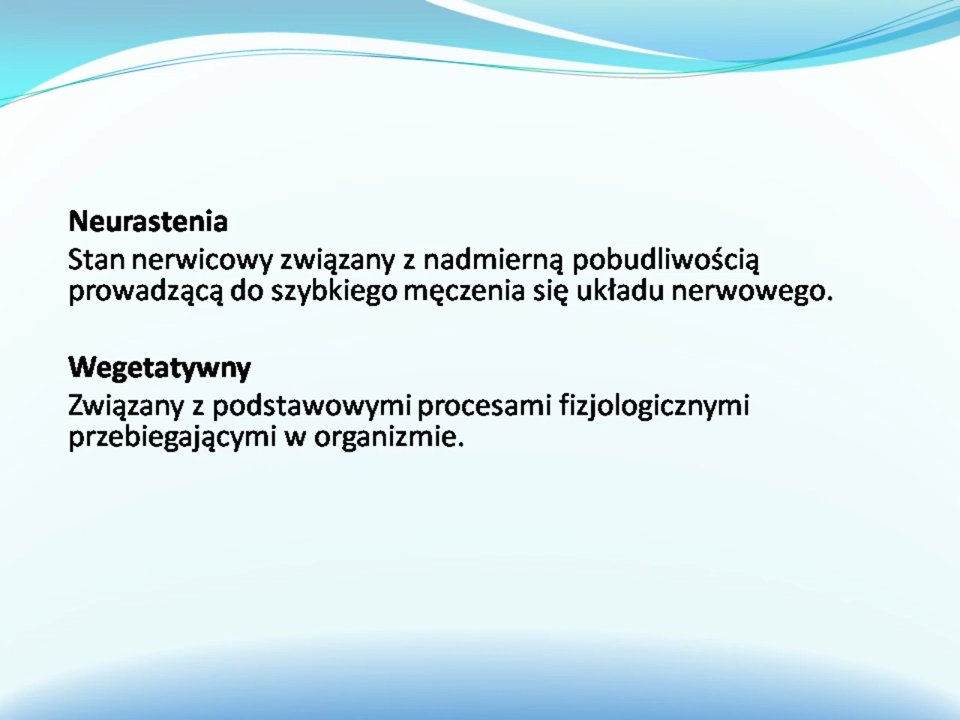 Neurastenia
Stan nerwicowy związany z nadmierną pobudliwością
prowadzącą do szybkiego męczenia się układu nerwowego.
Wegetatywny
Związany z podstawowymi procesami fizjologicznymi
przebiegającymi w organizmie.